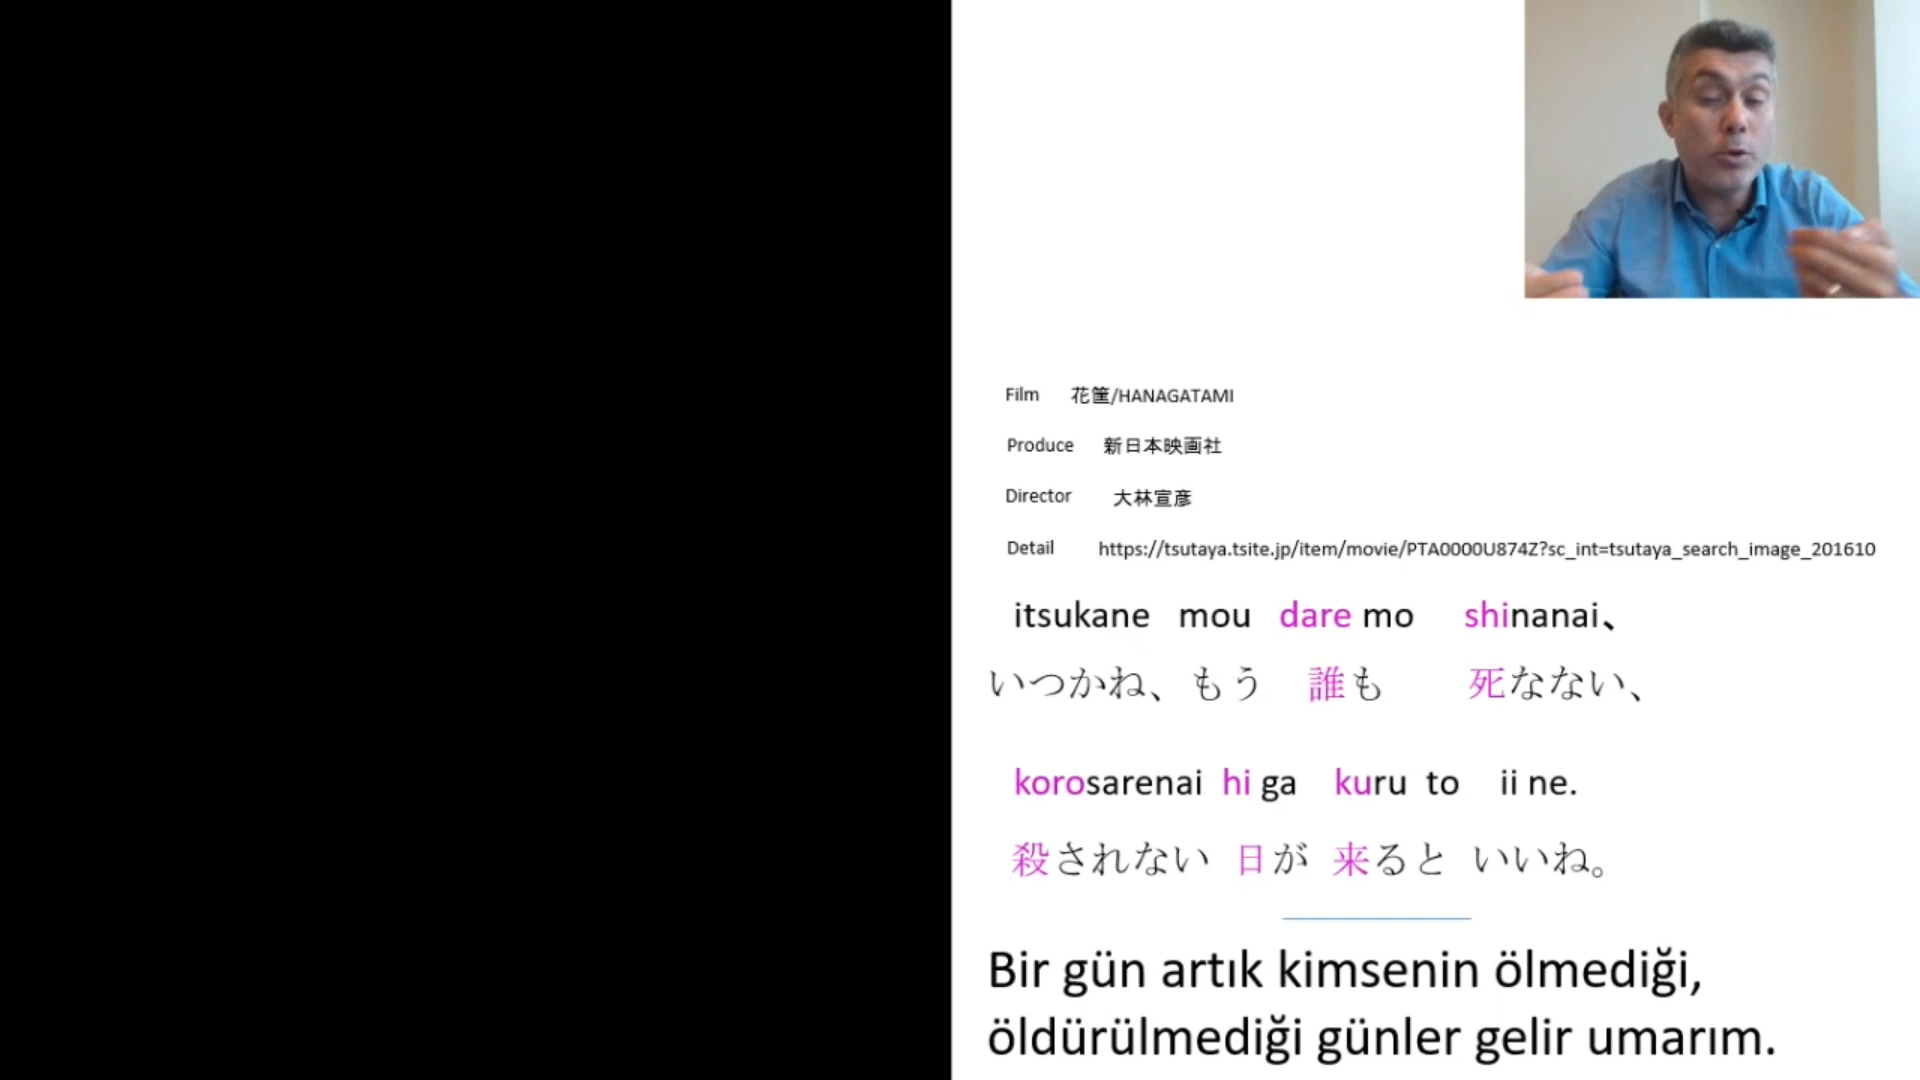 Film 花筐/HANAGATAMI
Produce 新日本映画社
Director 大林宣彦
Detail https://tsutaya.tsite.jp/item/movie/PTA0000U874Z?sc_int=tsutaya_search_image_201610
itsukane mou dare mo shinanai、
いつかね、もう 誰も 死なない、
korosarenai hi ga kuru to ii ne.
殺されない 日が 来ると いいね。
Bir gün artık kimsenin ölmediği,
öldürülmediği günler gelir umarım.